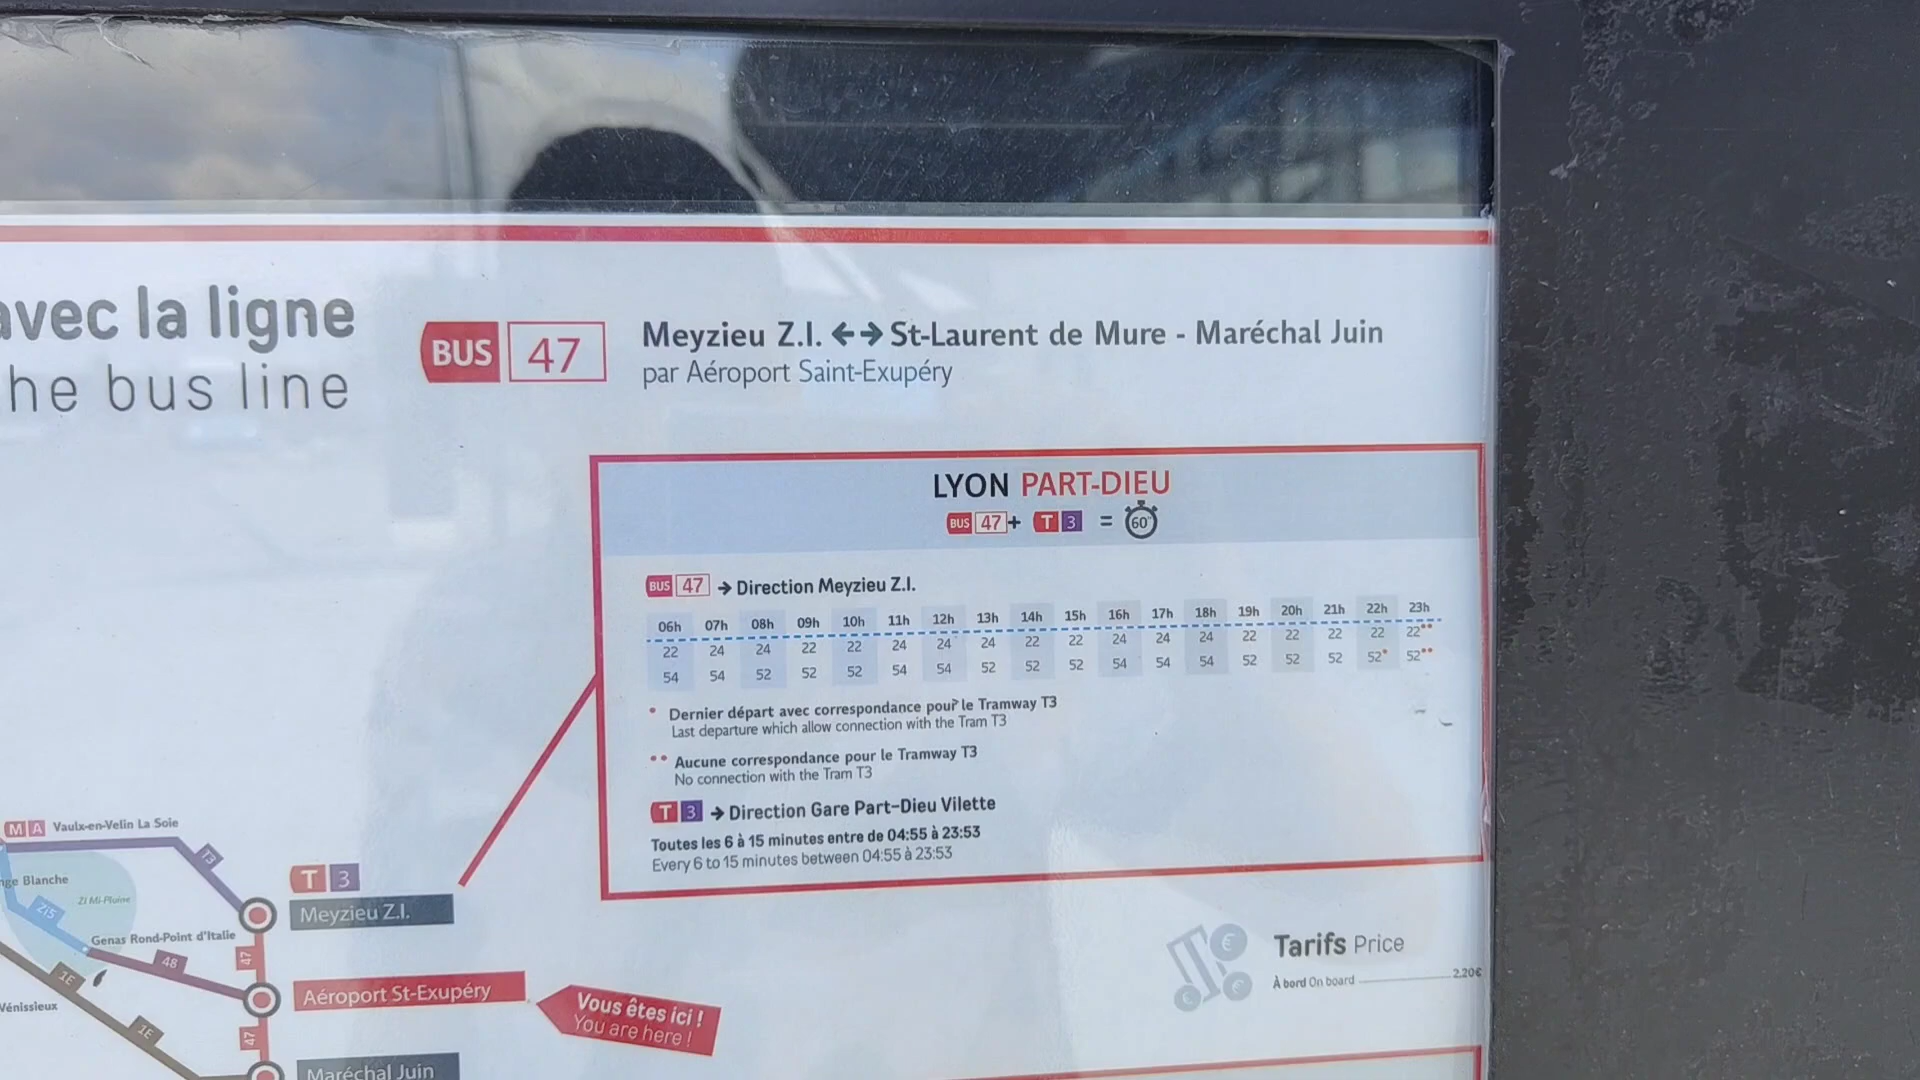 avec la ligne
he bus line
BUS 47
Meyzieu Z.I. ↔ St-Laurent de Mure - Maréchal Juin
par Aéroport Saint-Exupéry
LYON PART-DIEU
BUS 47 + T 3 = 60'
BUS 47 → Direction Meyzieu Z.I.
06h 07h 08h 09h 10h 11h 12h 13h 14h 15h 16h 17h 18h 19h 20h 21h 22h 23h
22 24 24 22 22 24 24 24 22 22 24 24 24 22 22 22 22 22**
54 54 52 52 52 54 54 52 52 52 54 54 54 52 52 52 52* 52**
* Dernier départ avec correspondance pour le Tramway T3
Last departure which allow connection with the Tram T3
** Aucune correspondance pour le Tramway T3
No connection with the Tram T3
T 3 → Direction Gare Part-Dieu Vilette
Toutes les 6 à 15 minutes entre de 04:55 à 23:53
Every 6 to 15 minutes between 04:55 à 23:53
M A Vaulx-en-Velin La Soie
T3
T 3
Meyzieu Z.I.
nge Blanche
ZI Mi-Plaine
Zi5
Genas Rond-Point d'Italie
48
47
1E
Vénissieux
Aéroport St-Exupéry
Vous êtes ici !
You are here !
1E
47
Maréchal Juin
Tarifs Price
À bord On board 2.20€